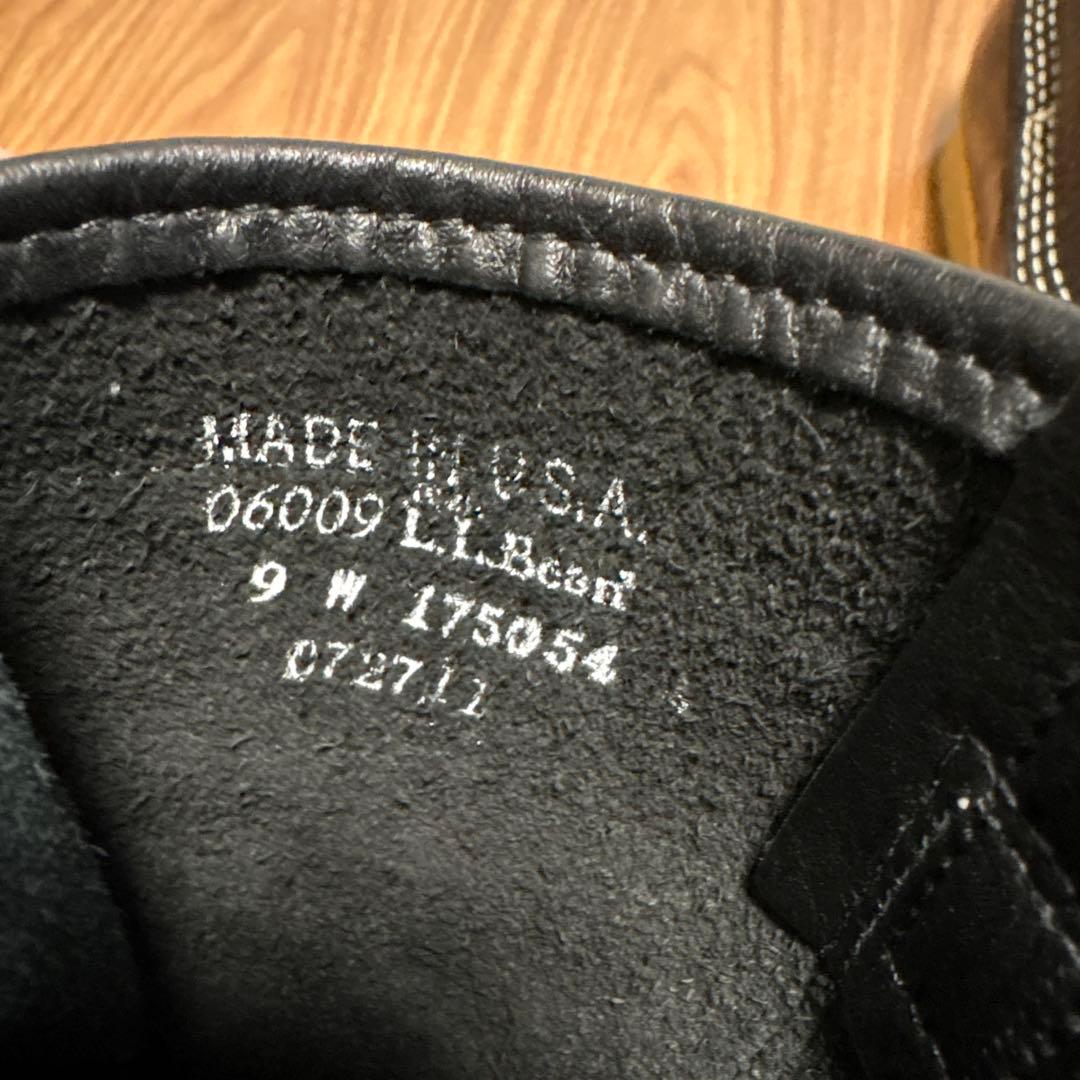 MADE IN U.S.A.
06009 L.L.Bean®
9 W 175054
072711